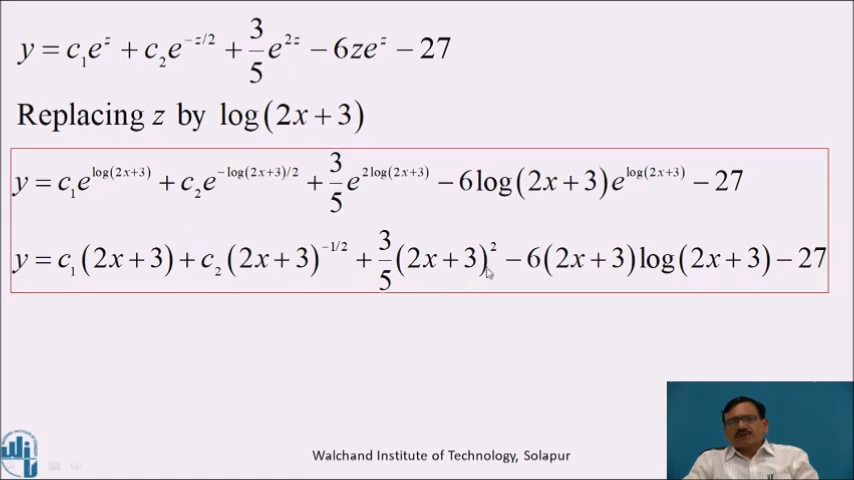 y = c₁e^z + c₂e^(-z/2) + 3/5 e^(2z) − 6ze^z − 27
Replacing z by log(2x+3)
y = c₁e^(log(2x+3)) + c₂e^(-log(2x+3)/2) + 3/5 e^(2log(2x+3)) − 6log(2x+3)e^(log(2x+3)) − 27
y = c₁(2x+3) + c₂(2x+3)^(-1/2) + 3/5 (2x+3)² − 6(2x+3)log(2x+3) − 27
Walchand Institute of Technology, Solapur